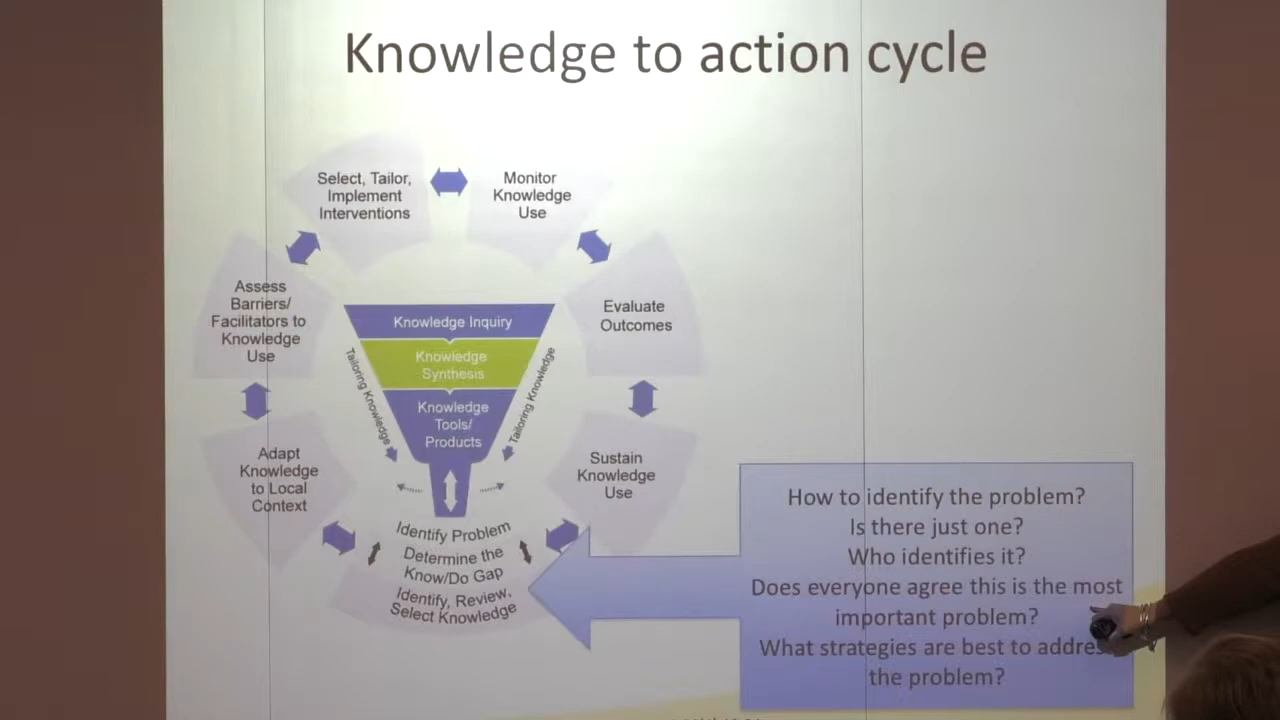 Knowledge to action cycle
Select, Tailor,
Implement
Interventions
Monitor
Knowledge
Use
Assess
Barriers/
Facilitators to
Knowledge
Use
Evaluate
Outcomes
Knowledge Inquiry
Knowledge
Synthesis
Knowledge
Tools/
Products
Tailoring Knowledge
Tailoring Knowledge
Adapt
Knowledge
to Local
Context
Sustain
Knowledge
Use
Identify Problem
Determine the
Know/Do Gap
Identify, Review,
Select Knowledge
How to identify the problem?
Is there just one?
Who identifies it?
Does everyone agree this is the most
important problem?
What strategies are best to
the problem?